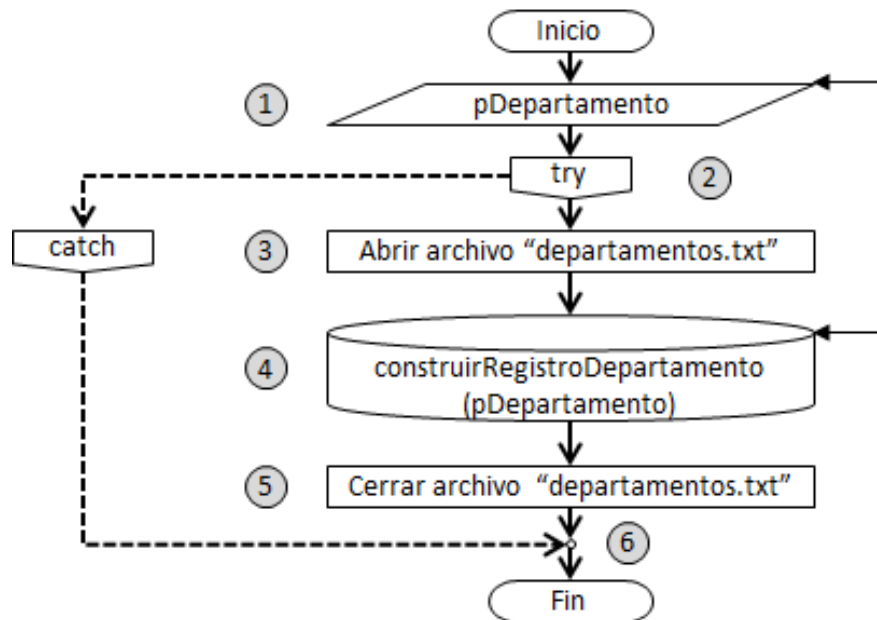 Inicio
1
pDepartamento
try
2
catch
3
Abrir archivo “departamentos.txt”
4
construirRegistroDepartamento
(pDepartamento)
5
Cerrar archivo “departamentos.txt”
6
Fin